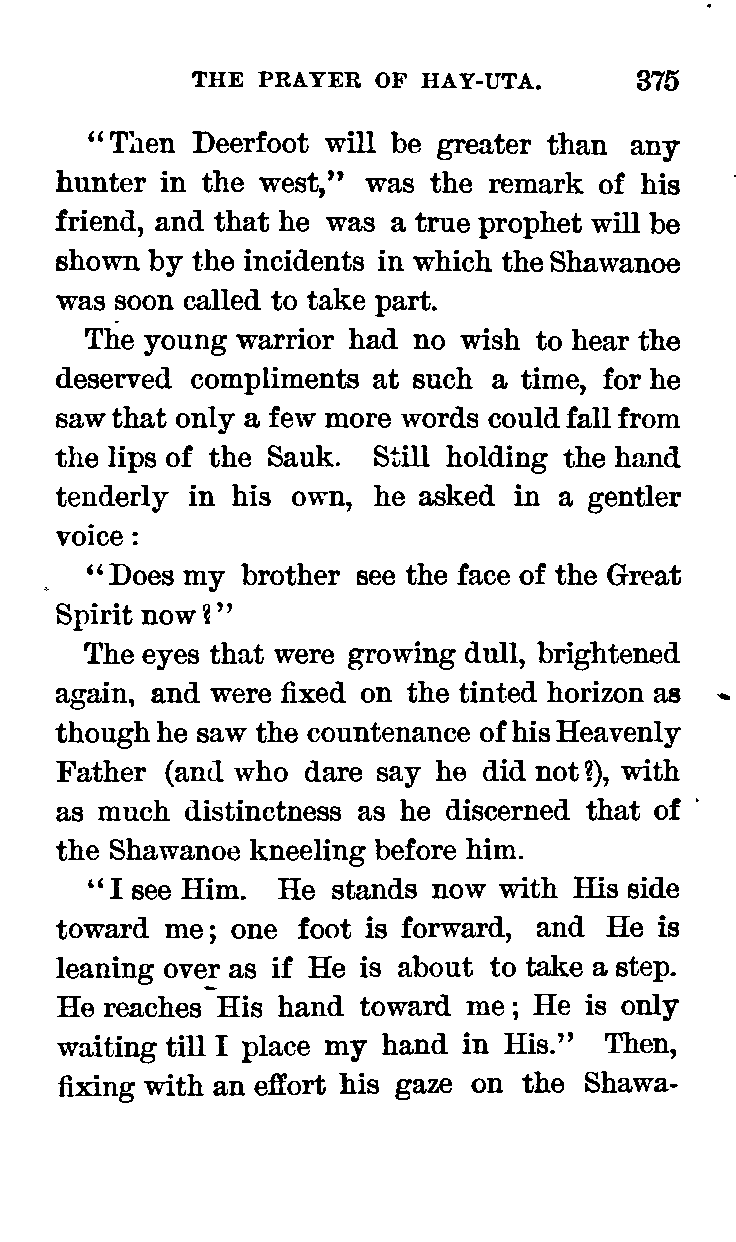 THE PRAYER OF HAY-UTA. 375
“Then Deerfoot will be greater than any
hunter in the west,” was the remark of his
friend, and that he was a true prophet will be
shown by the incidents in which the Shawanoe
was soon called to take part.
The young warrior had no wish to hear the
deserved compliments at such a time, for he
saw that only a few more words could fall from
the lips of the Sauk. Still holding the hand
tenderly in his own, he asked in a gentler
voice :
“Does my brother see the face of the Great
Spirit now?”
The eyes that were growing dull, brightened
again, and were fixed on the tinted horizon as
though he saw the countenance of his Heavenly
Father (and who dare say he did not?), with
as much distinctness as he discerned that of
the Shawanoe kneeling before him.
“I see Him. He stands now with His side
toward me; one foot is forward, and He is
leaning over as if He is about to take a step.
He reaches His hand toward me; He is only
waiting till I place my hand in His.” Then,
fixing with an effort his gaze on the Shawa-